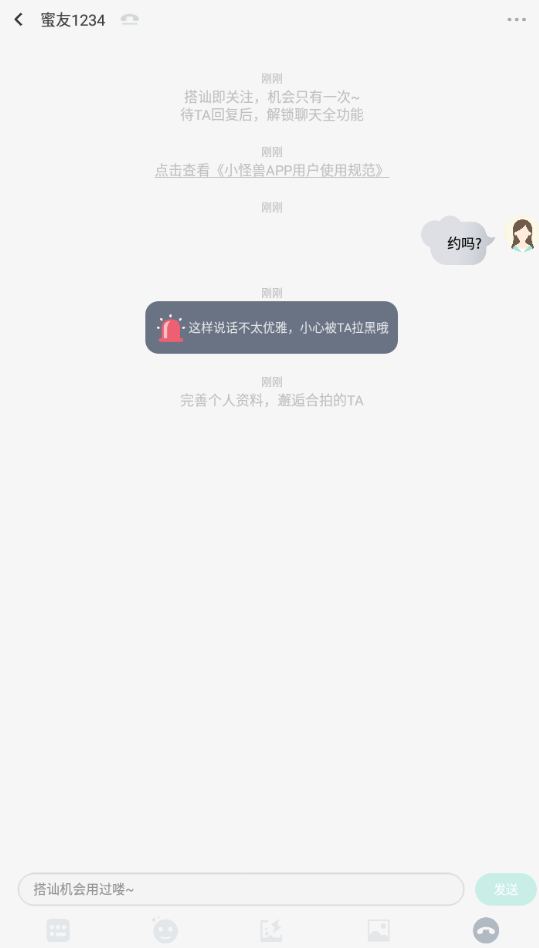 蜜友1234
刚刚
搭讪即关注，机会只有一次~
待TA回复后，解锁聊天全功能
刚刚
点击查看《小怪兽APP用户使用规范》
刚刚
约吗?
刚刚
这样说话不太优雅，小心被TA拉黑哦
刚刚
完善个人资料，邂逅合拍的TA
搭讪机会用过喽~
发送